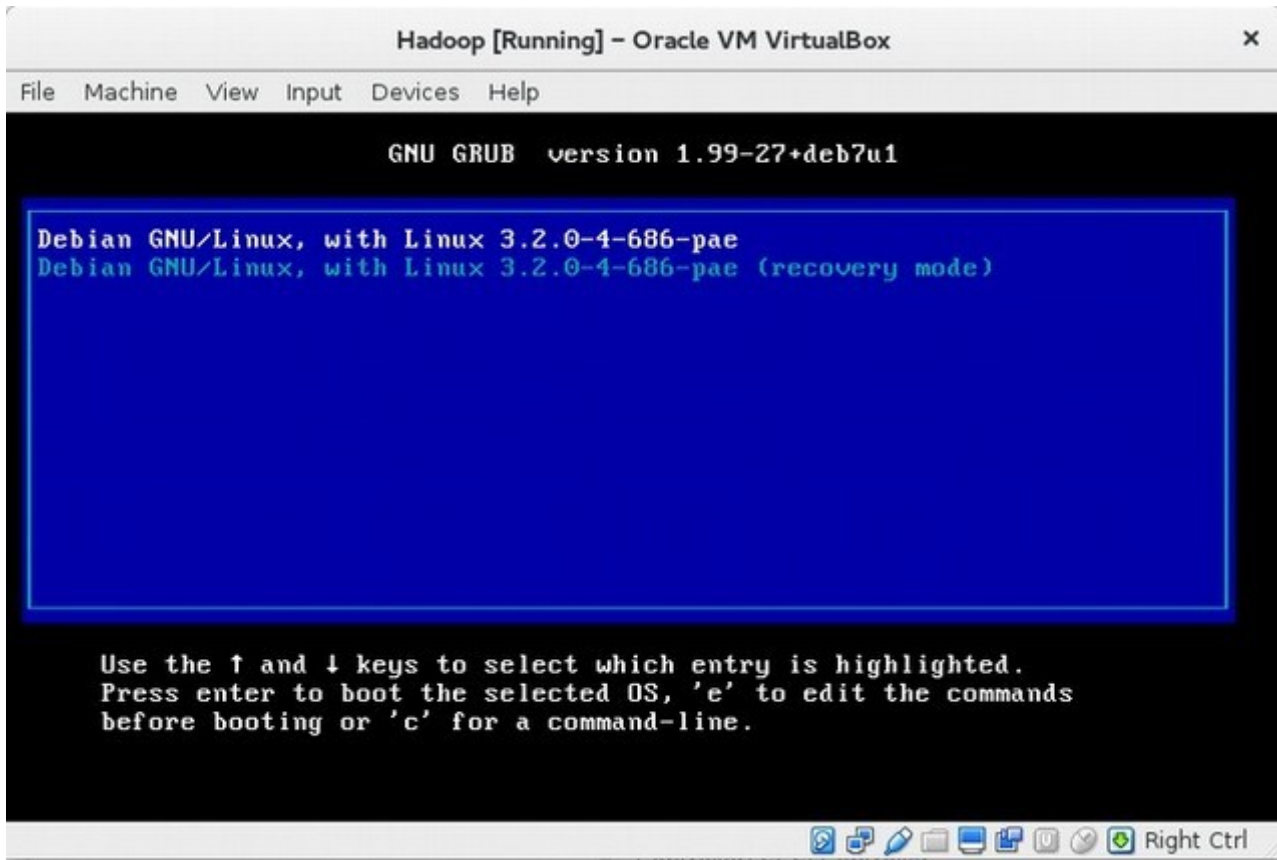 Hadoop [Running] – Oracle VM VirtualBox ×
File Machine View Input Devices Help
GNU GRUB version 1.99-27+deb7u1
Debian GNU/Linux, with Linux 3.2.0-4-686-pae
Debian GNU/Linux, with Linux 3.2.0-4-686-pae (recovery mode)
Use the ↑ and ↓ keys to select which entry is highlighted.
Press enter to boot the selected OS, 'e' to edit the commands
before booting or 'c' for a command-line.
Right Ctrl